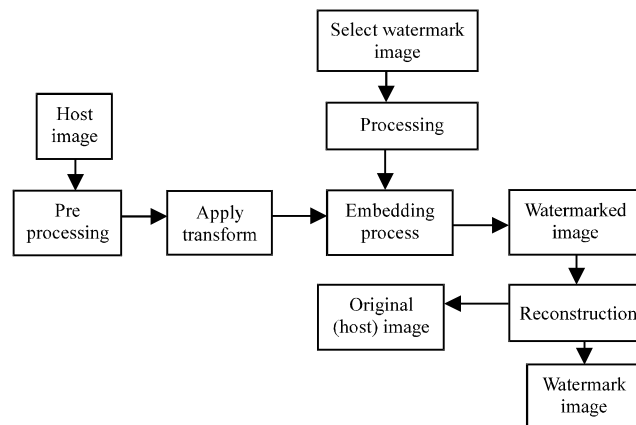 Select watermark
image
Host
image
Processing
Pre
processing
Apply
transform
Embedding
process
Watermarked
image
Original
(host) image
Reconstruction
Watermark
image